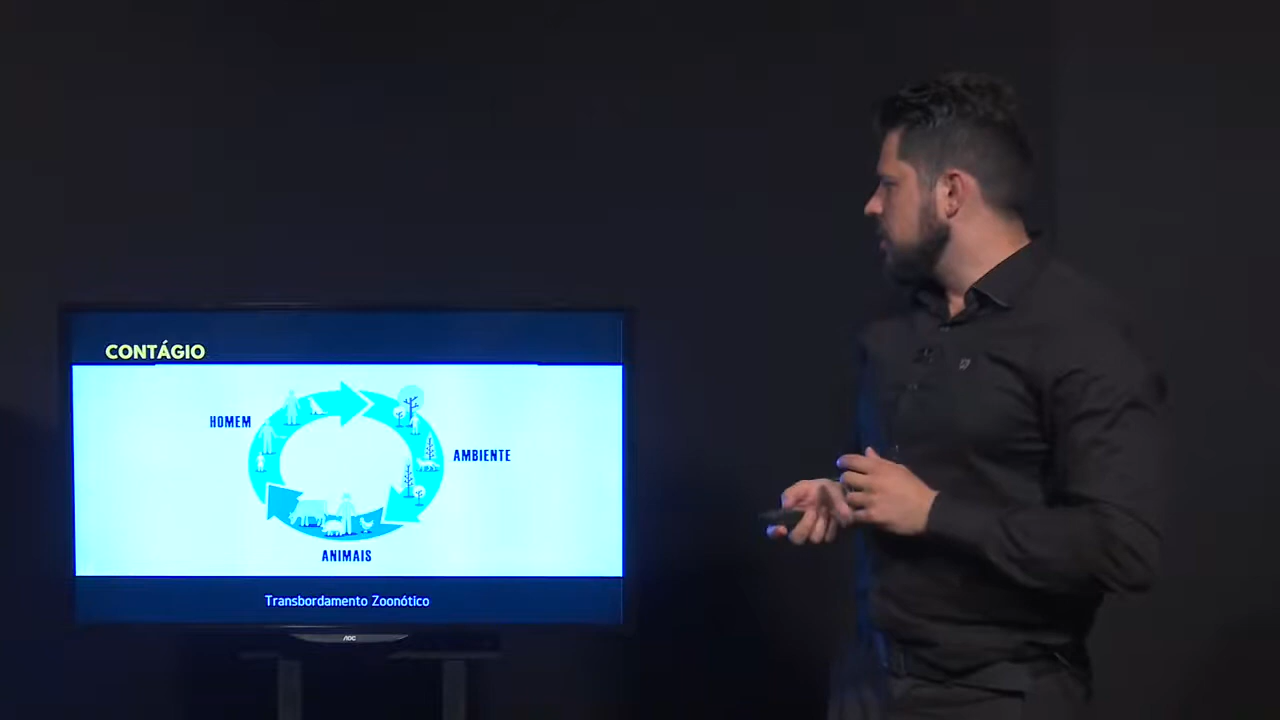 CONTÁGIO
HOMEM
AMBIENTE
ANIMAIS
Transbordamento Zoonótico
AOC